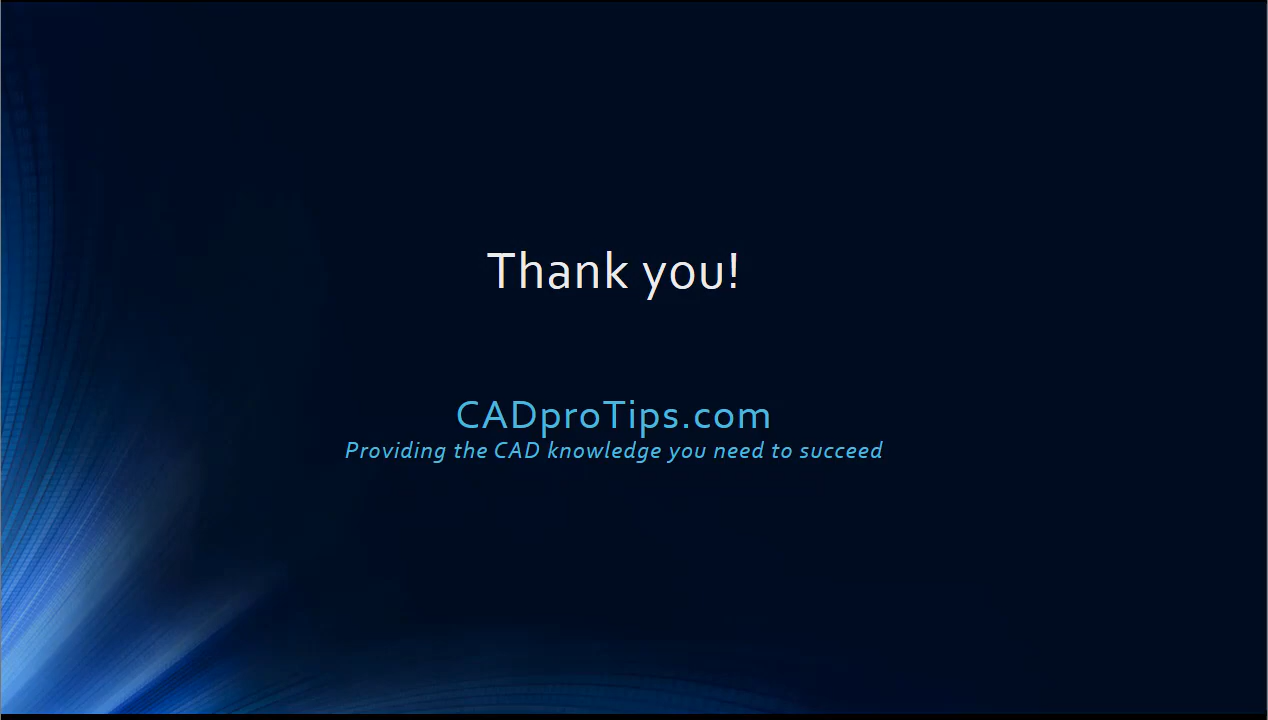 Thank you!
CADproTips.com
Providing the CAD knowledge you need to succeed